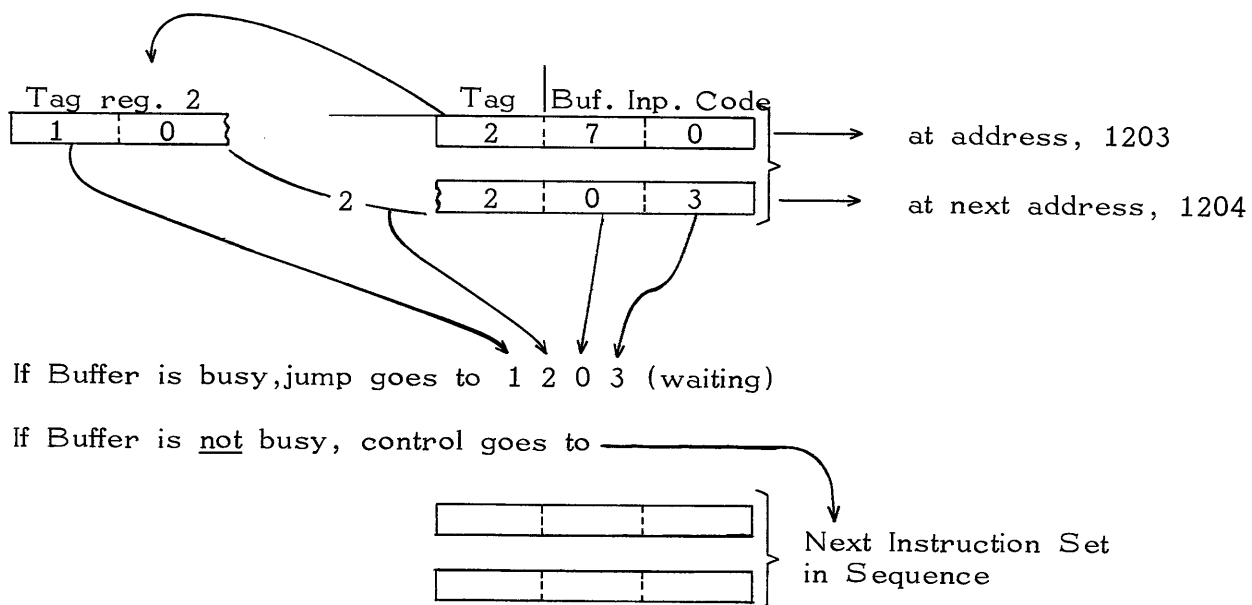 Tag reg. 2
Tag Buf. Inp. Code
1 0
2 7 0
at address, 1203
2
2 0 3
at next address, 1204
If Buffer is busy, jump goes to 1 2 0 3 (waiting)
If Buffer is not busy, control goes to
Next Instruction Set
in Sequence